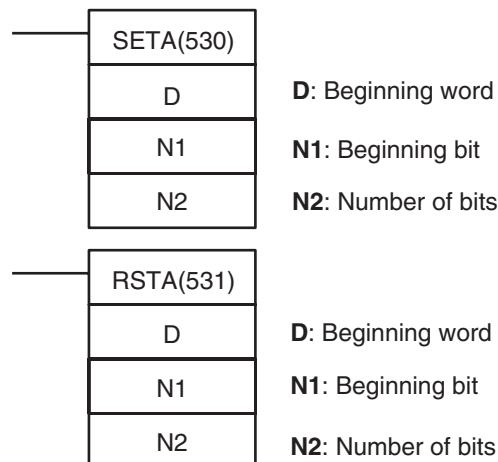 SETA(530)
D D: Beginning word
N1 N1: Beginning bit
N2 N2: Number of bits
RSTA(531)
D D: Beginning word
N1 N1: Beginning bit
N2 N2: Number of bits